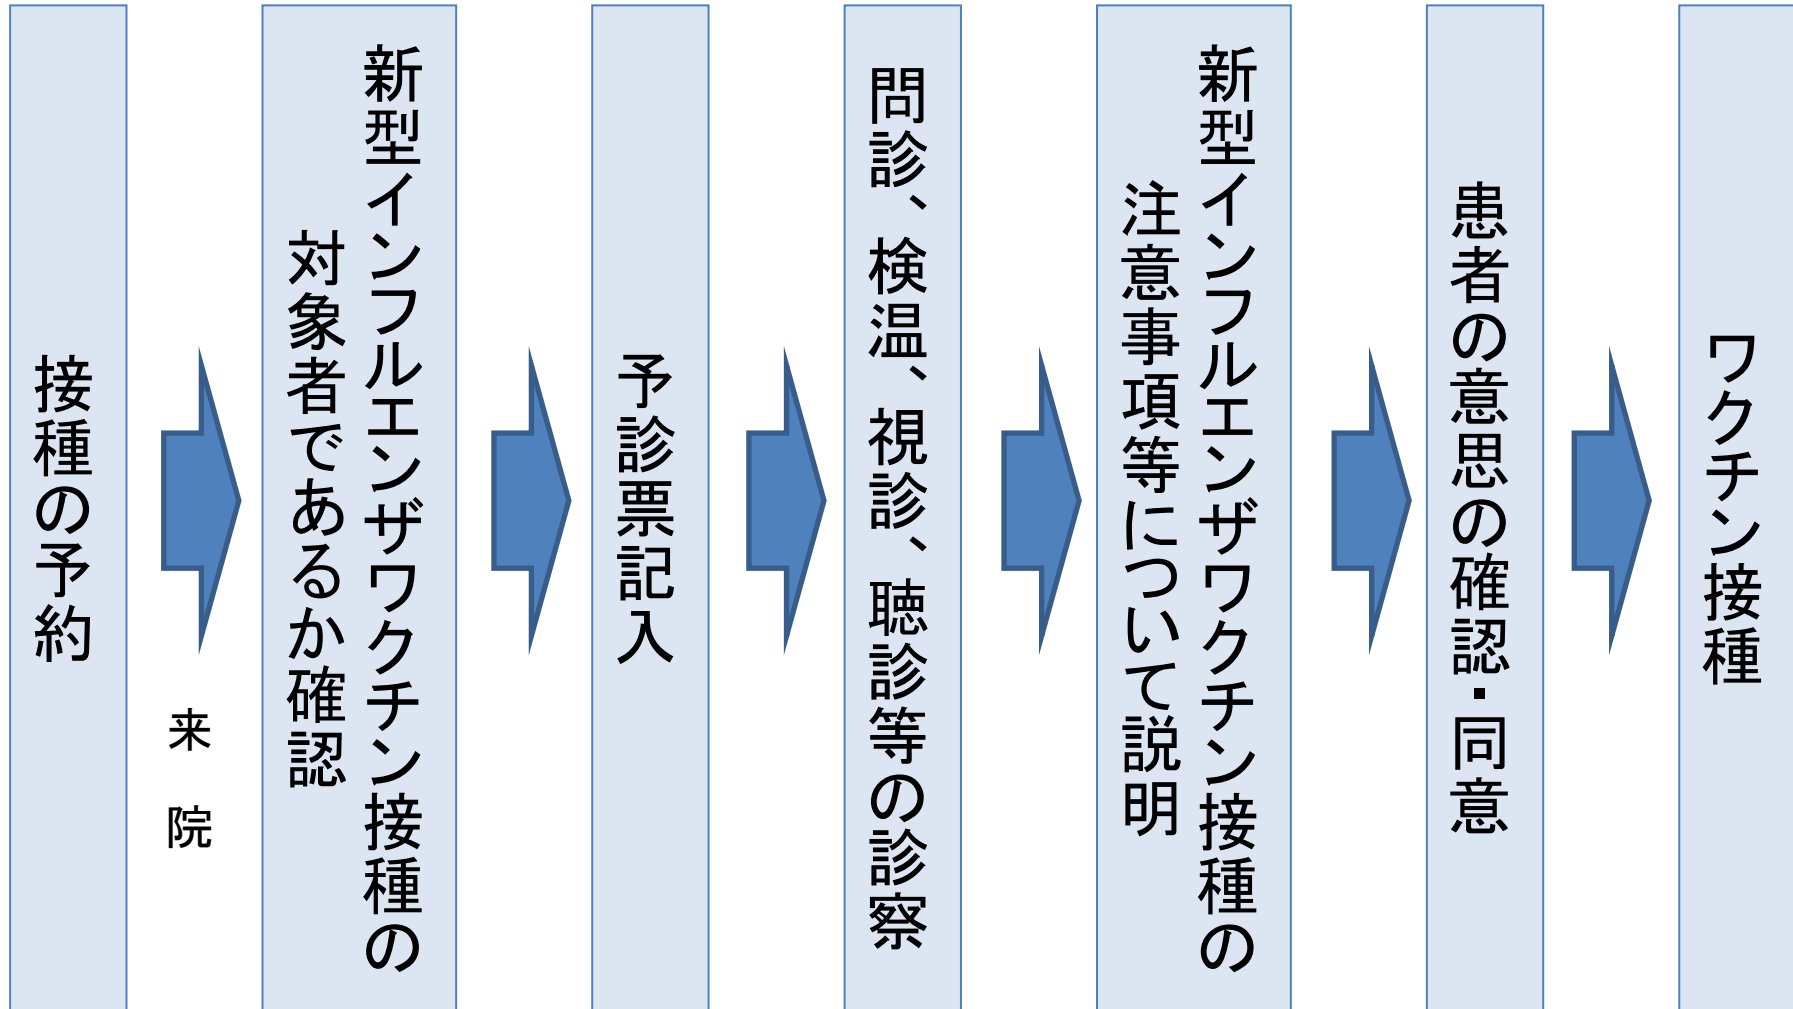 接種の予約
来院
新型インフルエンザワクチン接種の
対象者であるか確認
予診票記入
問診、検温、視診、聴診等の診察
新型インフルエンザワクチン接種の
注意事項等について説明
患者の意思の確認・同意
ワクチン接種